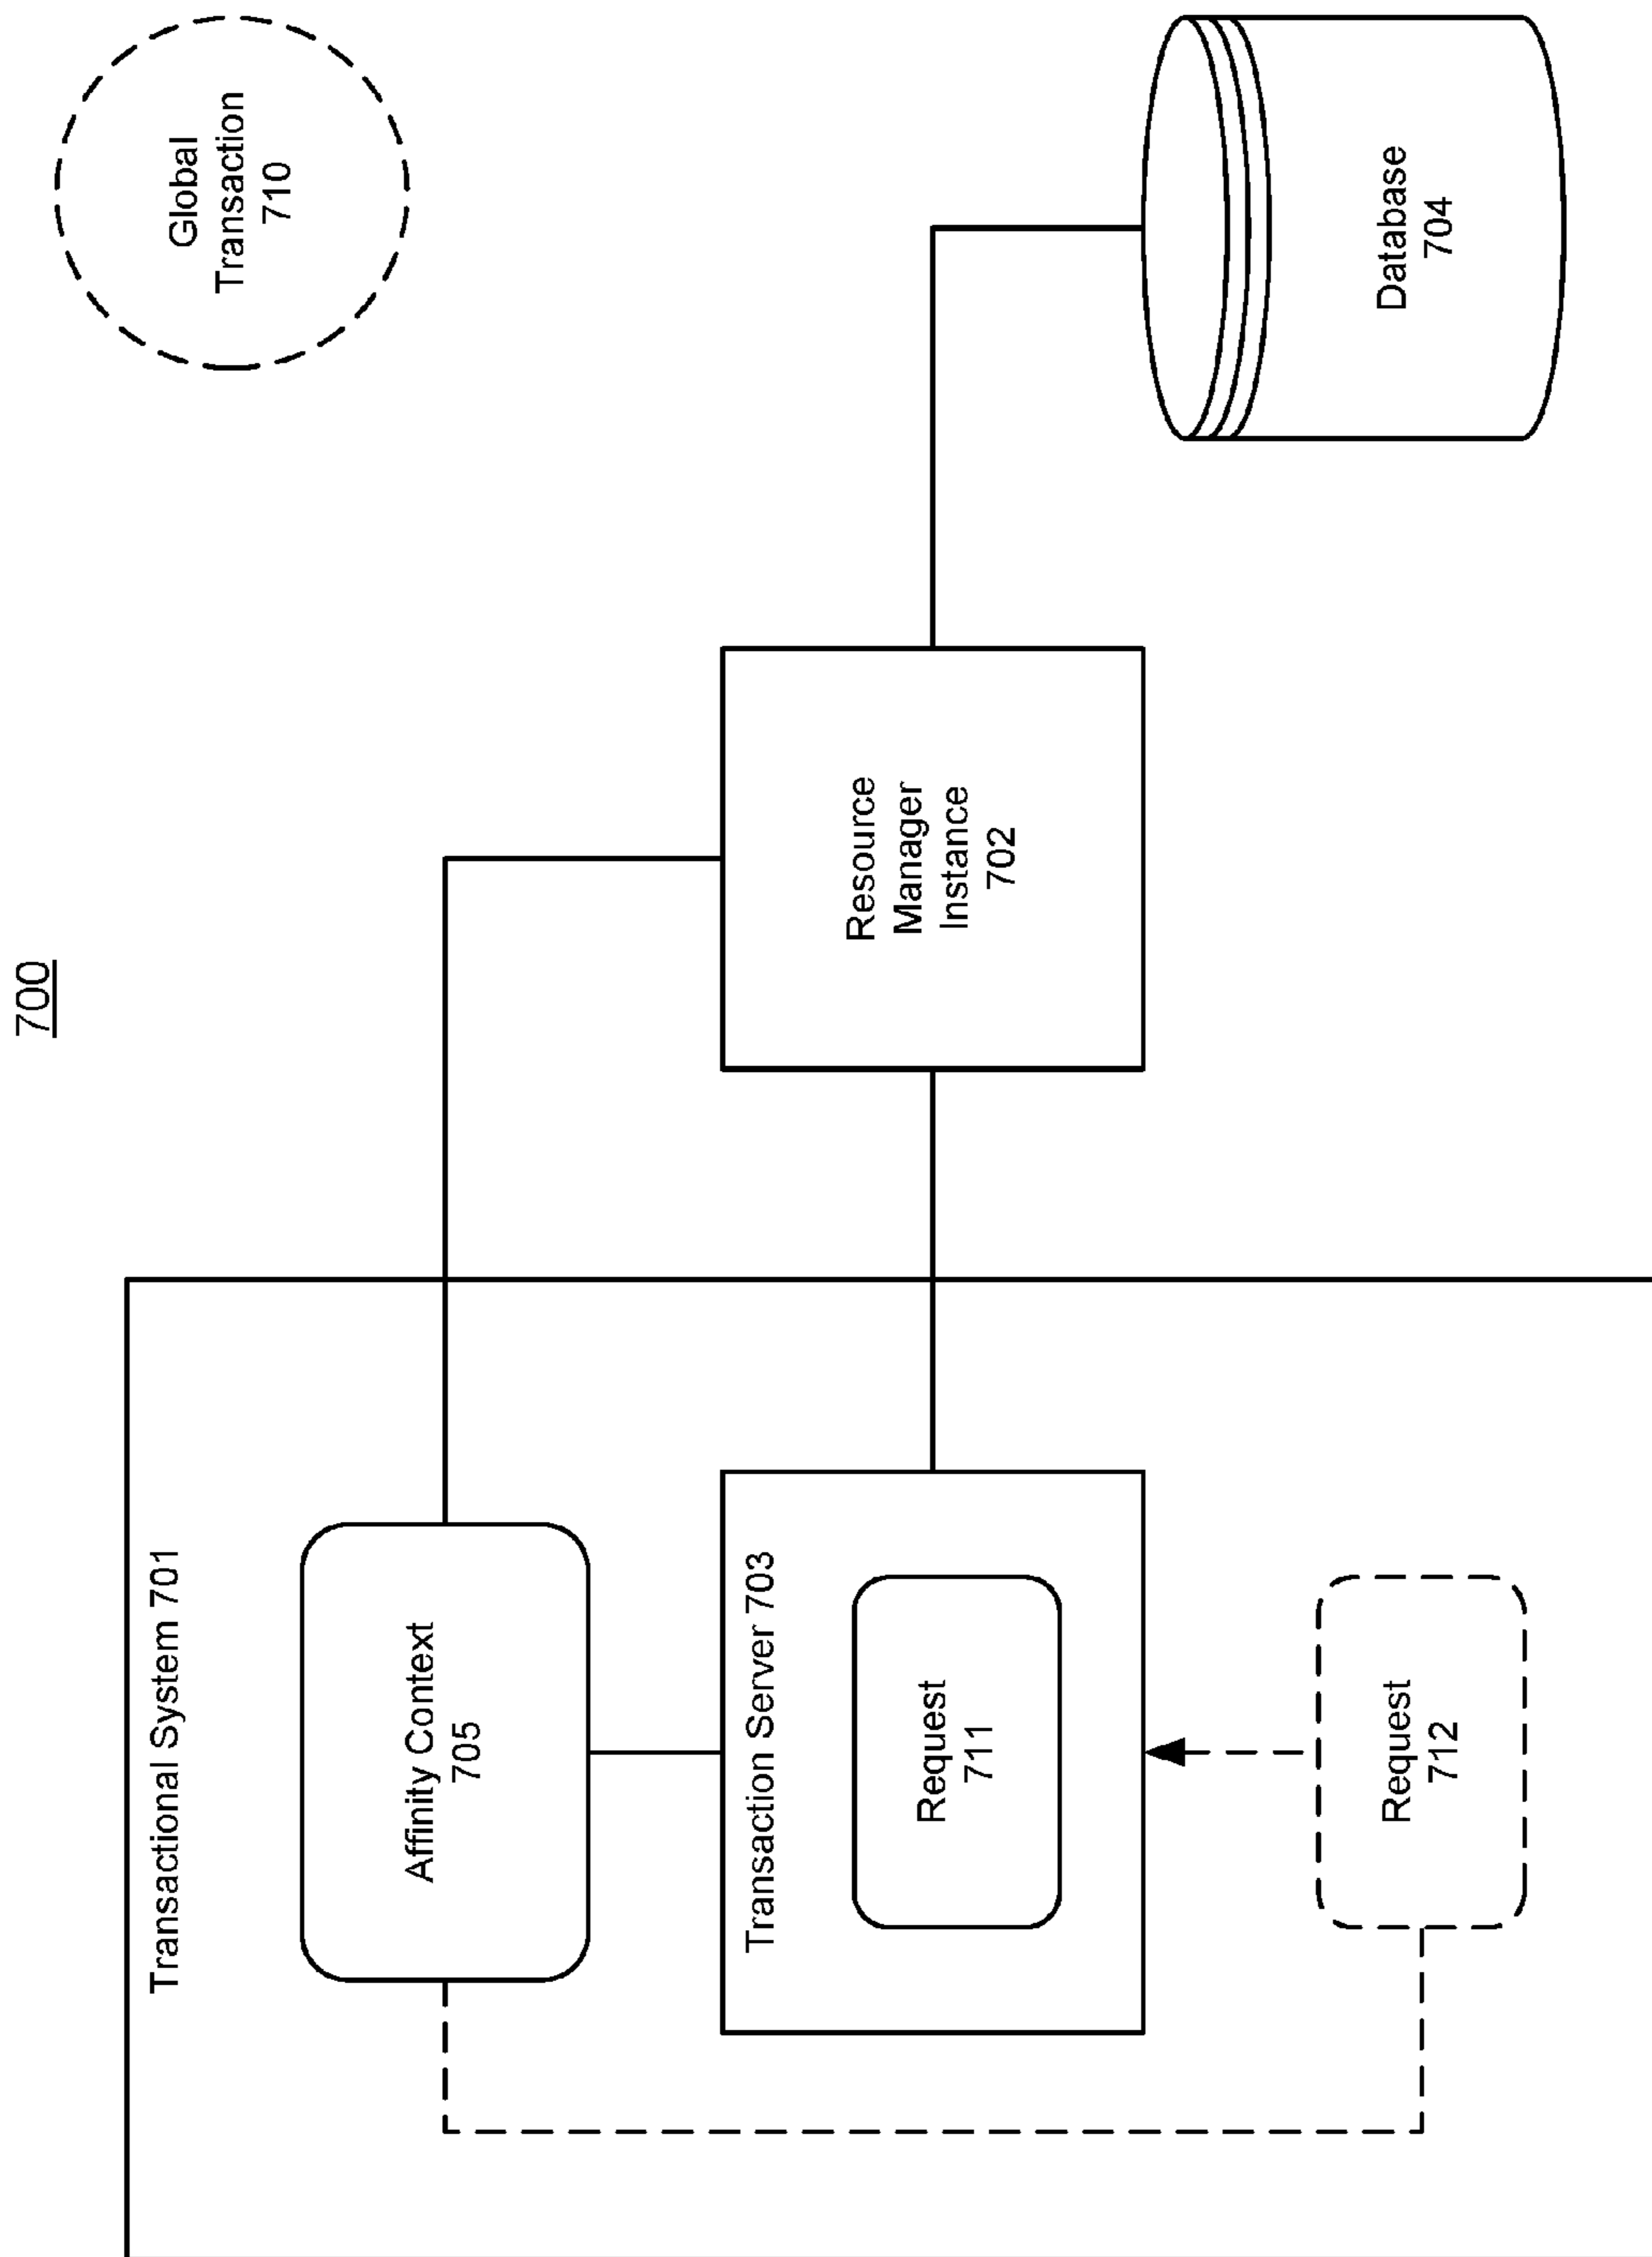 700
Transactional System 701
Affinity Context
705
Transaction Server 703
Request
711
Request
712
Resource
Manager
Instance
702
Global
Transaction
710
Database
704